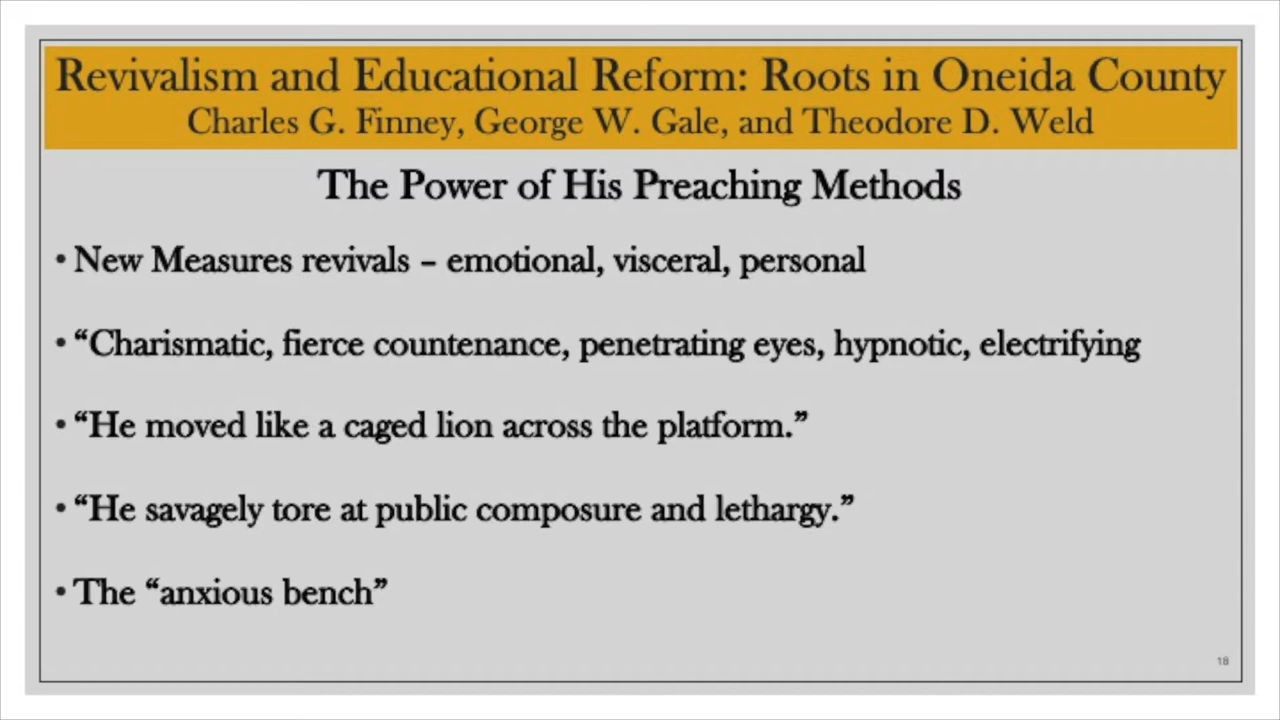 Revivalism and Educational Reform: Roots in Oneida County
Charles G. Finney, George W. Gale, and Theodore D. Weld
The Power of His Preaching Methods
• New Measures revivals – emotional, visceral, personal
• “Charismatic, fierce countenance, penetrating eyes, hypnotic, electrifying
• “He moved like a caged lion across the platform.”
• “He savagely tore at public composure and lethargy.”
• The “anxious bench”
18